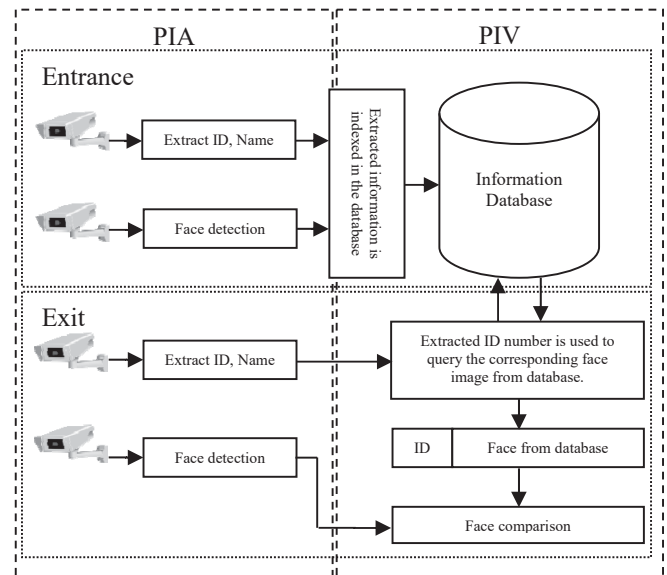 PIA
PIV
Entrance
Extract ID, Name
Face detection
Extracted information is
indexed in the database
Information
Database
Exit
Extract ID, Name
Extracted ID number is used to
query the corresponding face
image from database.
Face detection
ID
Face from database
Face comparison